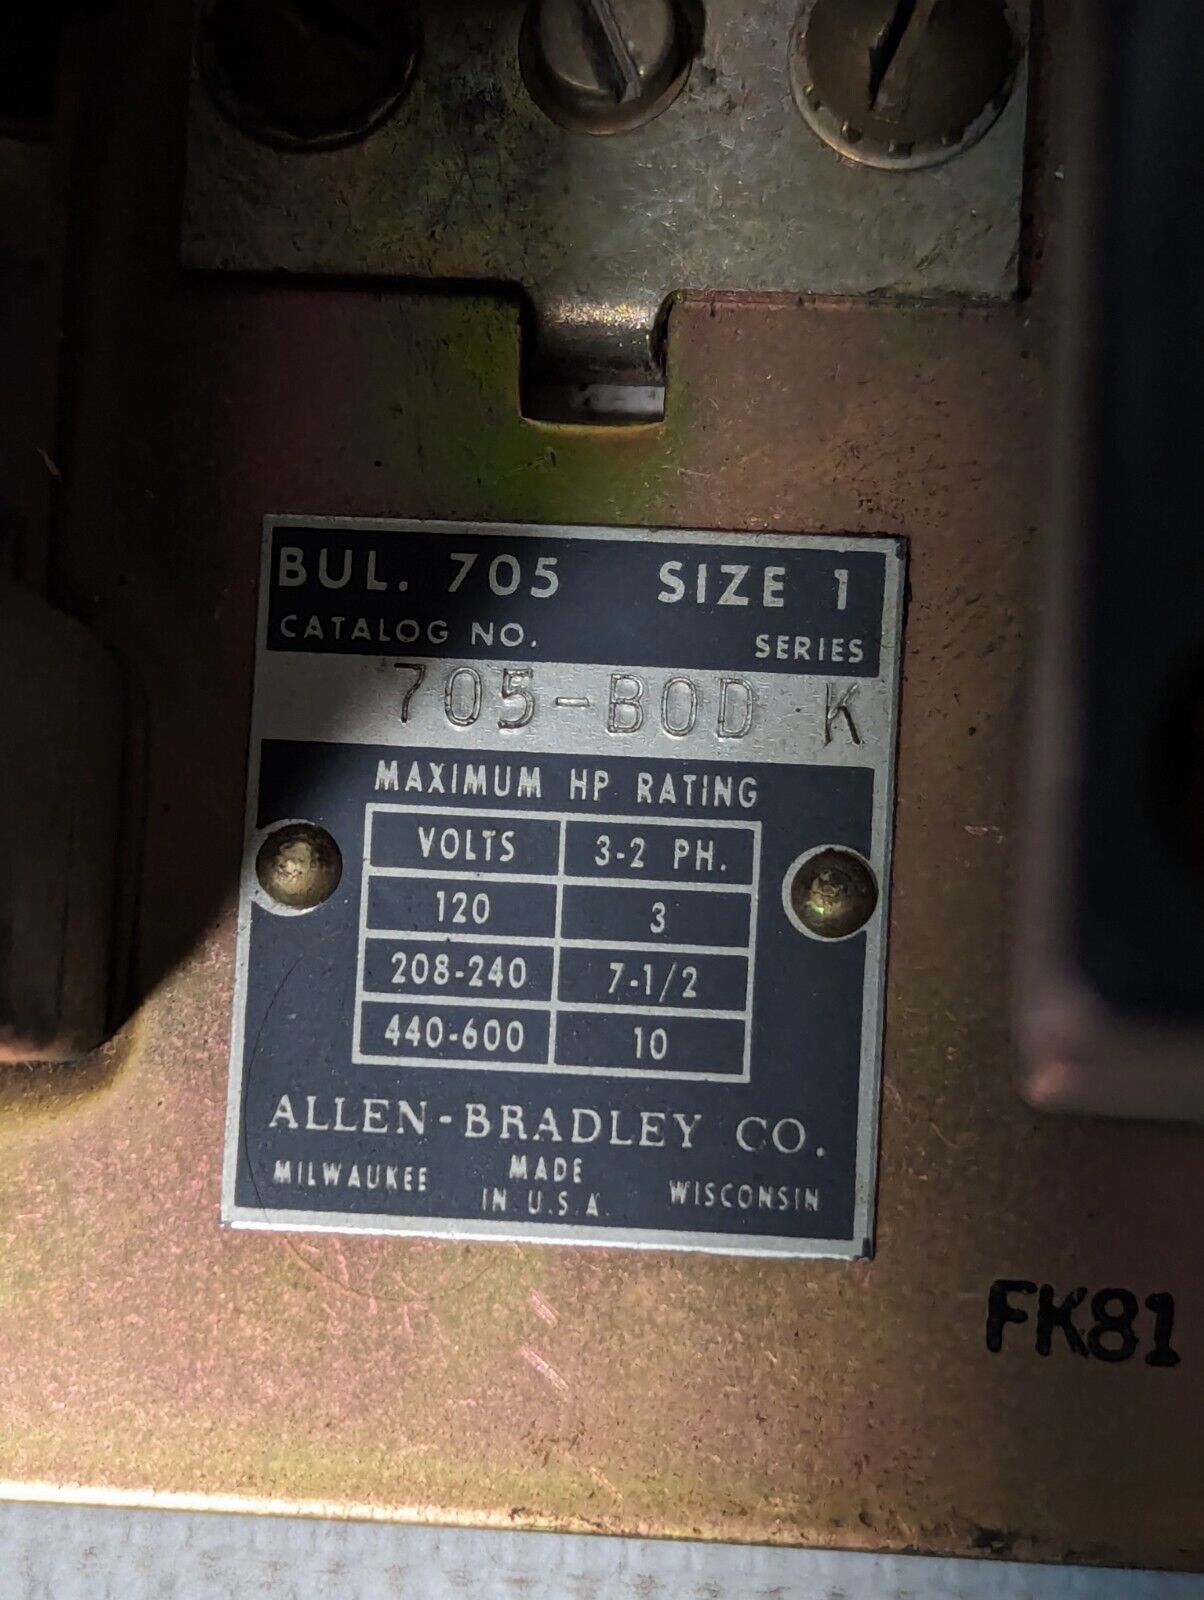 BUL. 705 SIZE 1
CATALOG NO. SERIES
705-BOD K
MAXIMUM HP RATING
VOLTS 3-2 PH.
120 3
208-240 7-1/2
440-600 10
ALLEN-BRADLEY CO.
MILWAUKEE MADE IN U.S.A. WISCONSIN
FK81